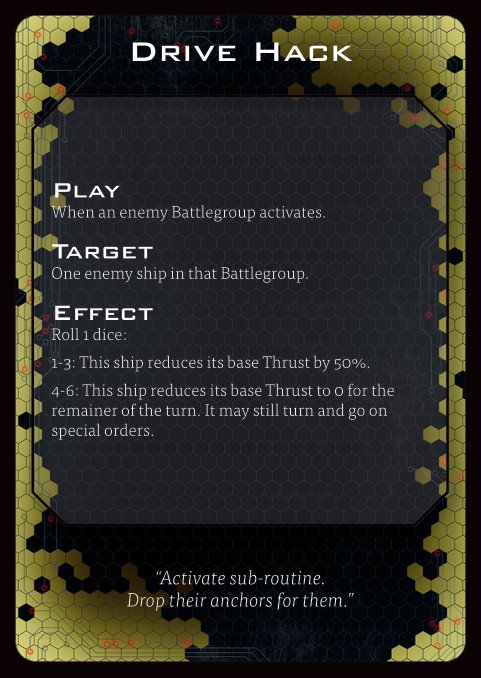 Drive Hack
Play
When an enemy Battlegroup activates.
Target
One enemy ship in that Battlegroup.
Effect
Roll 1 dice:
1-3: This ship reduces its base Thrust by 50%.
4-6: This ship reduces its base Thrust to 0 for the
remainer of the turn. It may still turn and go on
special orders.
“Activate sub-routine.
Drop their anchors for them.”